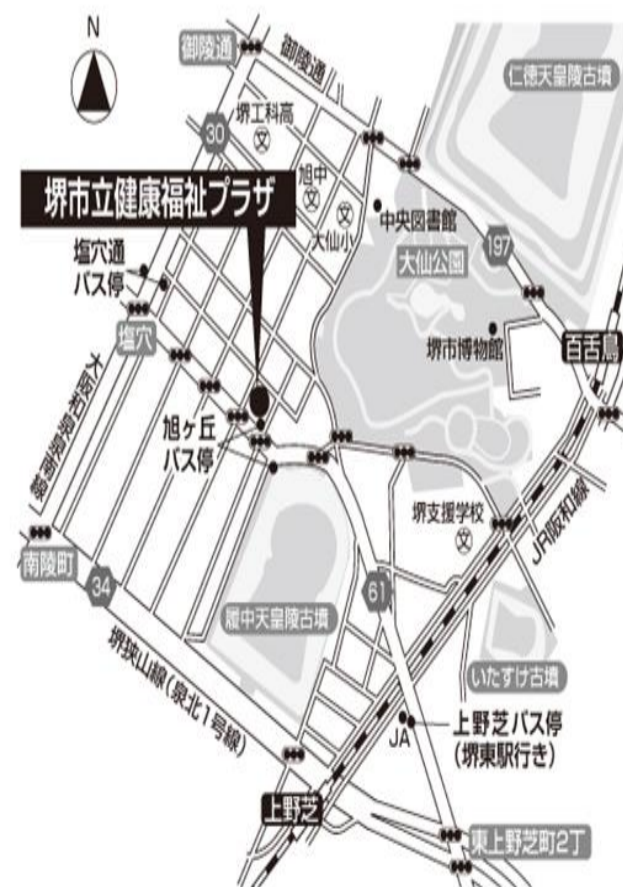 N
御陵通
御陵通
仁徳天皇陵古墳
堺工科高
文
30
旭中
文
文
大仙小
堺市立健康福祉プラザ
中央図書館
197
大仙公園
塩穴通
バス停
塩穴
堺市博物館
百舌鳥
大阪和泉泉南線
旭ヶ丘
バス停
堺支援学校
文
JR阪和線
南陵町
34
61
履中天皇陵古墳
いたすけ古墳
堺狭山線(泉北1号線)
JA
上野芝バス停
(堺東駅行き)
上野芝
東上野芝町2丁